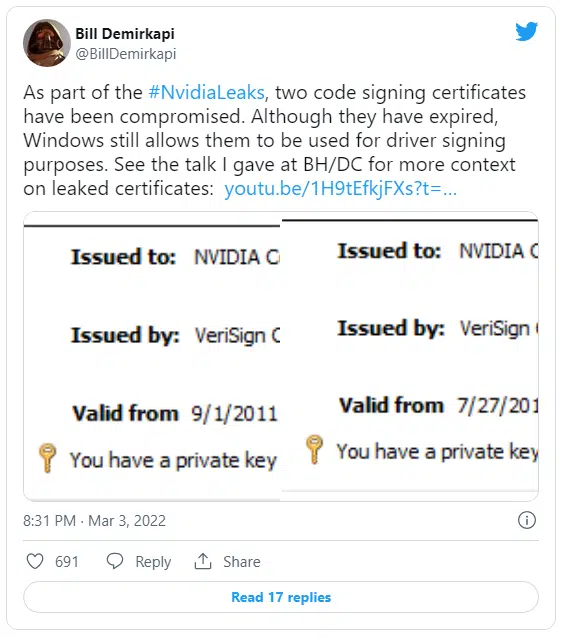 Bill Demirkapi
@BillDemirkapi
As part of the #NvidiaLeaks, two code signing certificates
have been compromised. Although they have expired,
Windows still allows them to be used for driver signing
purposes. See the talk I gave at BH/DC for more context
on leaked certificates: youtu.be/1H9tEfkjFXs?t=...
Issued to: NVIDIA C
Issued by: VeriSign C
Valid from 9/1/2011
You have a private key
Issued to: NVIDIA C
Issued by: VeriSign
Valid from 7/27/201
You have a private key
8:31 PM · Mar 3, 2022
691 Reply Share
Read 17 replies